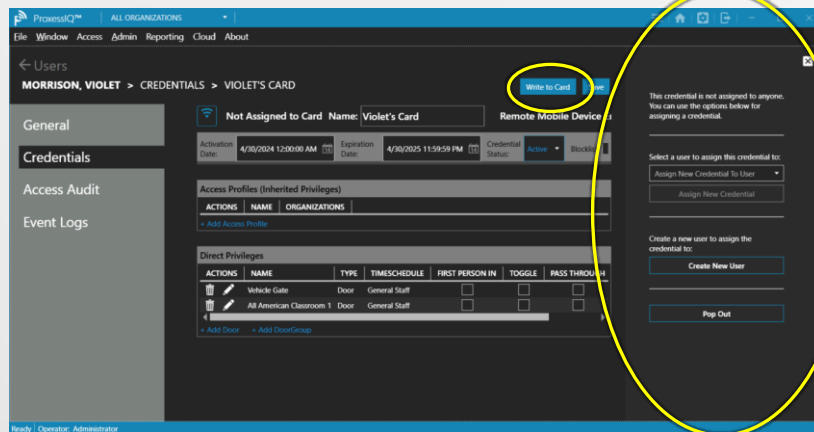 ProxessIQ™ ALL ORGANIZATIONS
File Window Access Admin Reporting Cloud About
Users
MORRISON, VIOLET > CREDENTIALS > VIOLET'S CARD
Write to Card
General
Credentials
Access Audit
Event Logs
Not Assigned to Card Name: Violet's Card Remote Mobile Device
Activation Date: 4/30/2024 12:00:00 AM Expiration Date: 4/30/2025 11:59:59 PM Credential Status: Active
Access Profiles (Inherited Privileges)
ACTIONS NAME ORGANIZATIONS
+ Add Access Profile
Direct Privileges
ACTIONS NAME TYPE TIMESCHEDULE FIRST PERSON IN TOGGLE PASS THROUGH
Vehicle Gate Door General Staff
All American Classroom 1 Door General Staff
+ Add Door + Add DoorGroup
This credential is not assigned to anyone.
You can use the options below for
assigning a credential.
Select a user to assign this credential to:
Assign New Credential To User
Assign New Credential
Create a new user to assign the
credential to:
Create New User
Pop Out
Ready Operator: Administrator